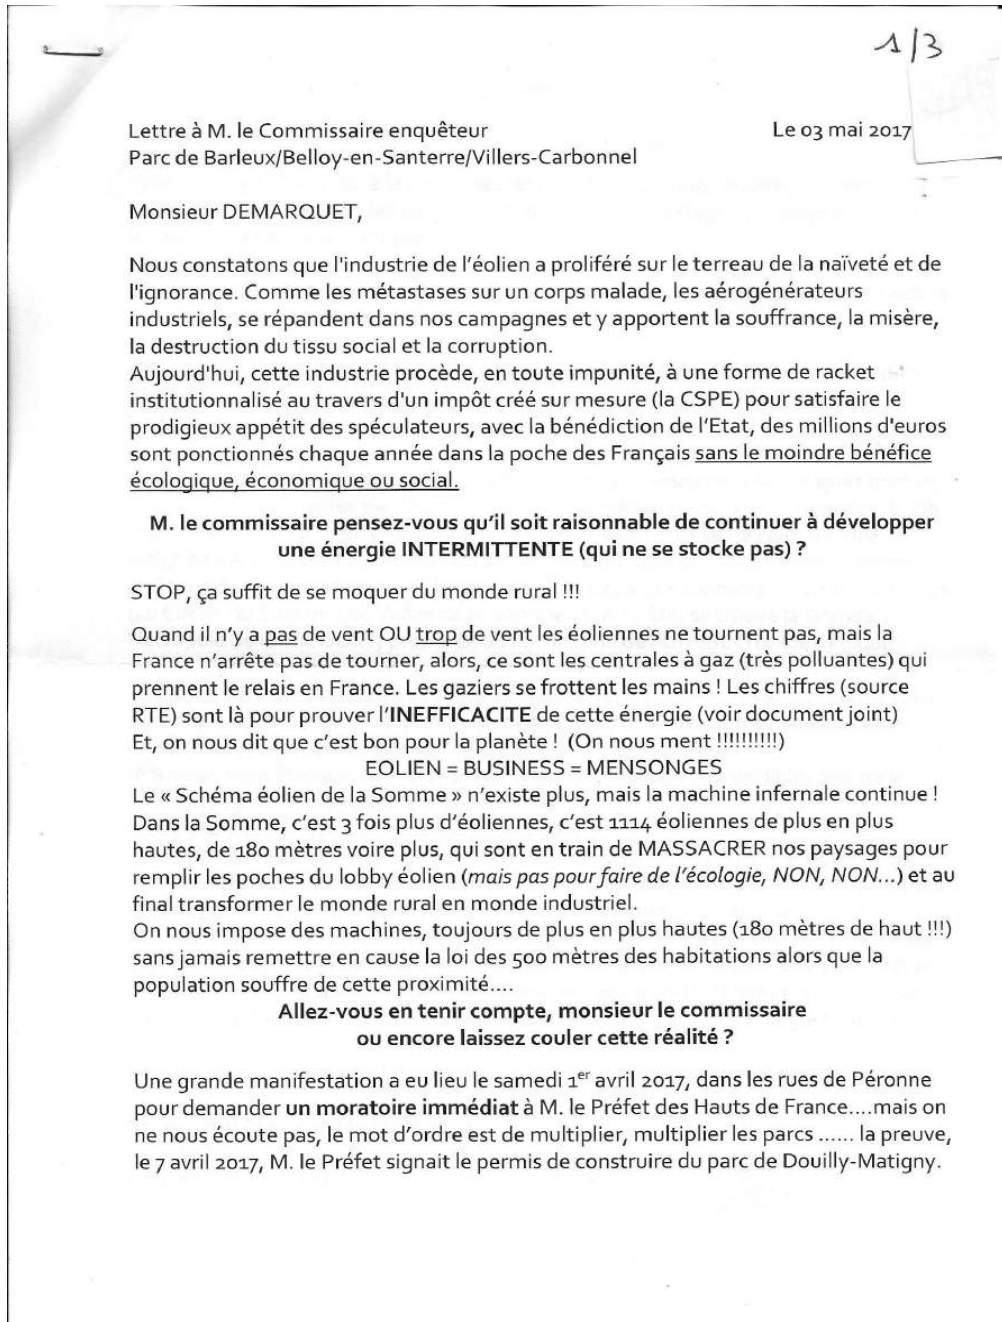 1/3
Lettre à M. le Commissaire enquêteur Le 03 mai 2017
Parc de Barleux/Belloy-en-Santerre/Villers-Carbonnel
Monsieur DEMARQUET,
Nous constatons que l'industrie de l'éolien a proliféré sur le terreau de la naïveté et de
l'ignorance. Comme les métastases sur un corps malade, les aérogénérateurs
industriels, se répandent dans nos campagnes et y apportent la souffrance, la misère,
la destruction du tissu social et la corruption.
Aujourd'hui, cette industrie procède, en toute impunité, à une forme de racket
institutionnalisé au travers d'un impôt créé sur mesure (la CSPE) pour satisfaire le
prodigieux appétit des spéculateurs, avec la bénédiction de l'Etat, des millions d'euros
sont ponctionnés chaque année dans la poche des Français sans le moindre bénéfice
écologique, économique ou social.
M. le commissaire pensez-vous qu'il soit raisonnable de continuer à développer
une énergie INTERMITTENTE (qui ne se stocke pas) ?
STOP, ça suffit de se moquer du monde rural !!!
Quand il n'y a pas de vent OU trop de vent les éoliennes ne tournent pas, mais la
France n'arrête pas de tourner, alors, ce sont les centrales à gaz (très polluantes) qui
prennent le relais en France. Les gaziers se frottent les mains ! Les chiffres (source
RTE) sont là pour prouver l'INEFFICACITE de cette énergie (voir document joint)
Et, on nous dit que c'est bon pour la planète ! (On nous ment !!!!!!!!!!)
EOLIEN = BUSINESS = MENSONGES
Le « Schéma éolien de la Somme » n'existe plus, mais la machine infernale continue !
Dans la Somme, c'est 3 fois plus d'éoliennes, c'est 1114 éoliennes de plus en plus
hautes, de 180 mètres voire plus, qui sont en train de MASSACRER nos paysages pour
remplir les poches du lobby éolien (mais pas pour faire de l'écologie, NON, NON...) et au
final transformer le monde rural en monde industriel.
On nous impose des machines, toujours de plus en plus hautes (180 mètres de haut !!!)
sans jamais remettre en cause la loi des 500 mètres des habitations alors que la
population souffre de cette proximité....
Allez-vous en tenir compte, monsieur le commissaire
ou encore laissez couler cette réalité ?
Une grande manifestation a eu lieu le samedi 1er avril 2017, dans les rues de Péronne
pour demander un moratoire immédiat à M. le Préfet des Hauts de France....mais on
ne nous écoute pas, le mot d'ordre est de multiplier, multiplier les parcs ...... la preuve,
le 7 avril 2017, M. le Préfet signait le permis de construire du parc de Douilly-Matigny.